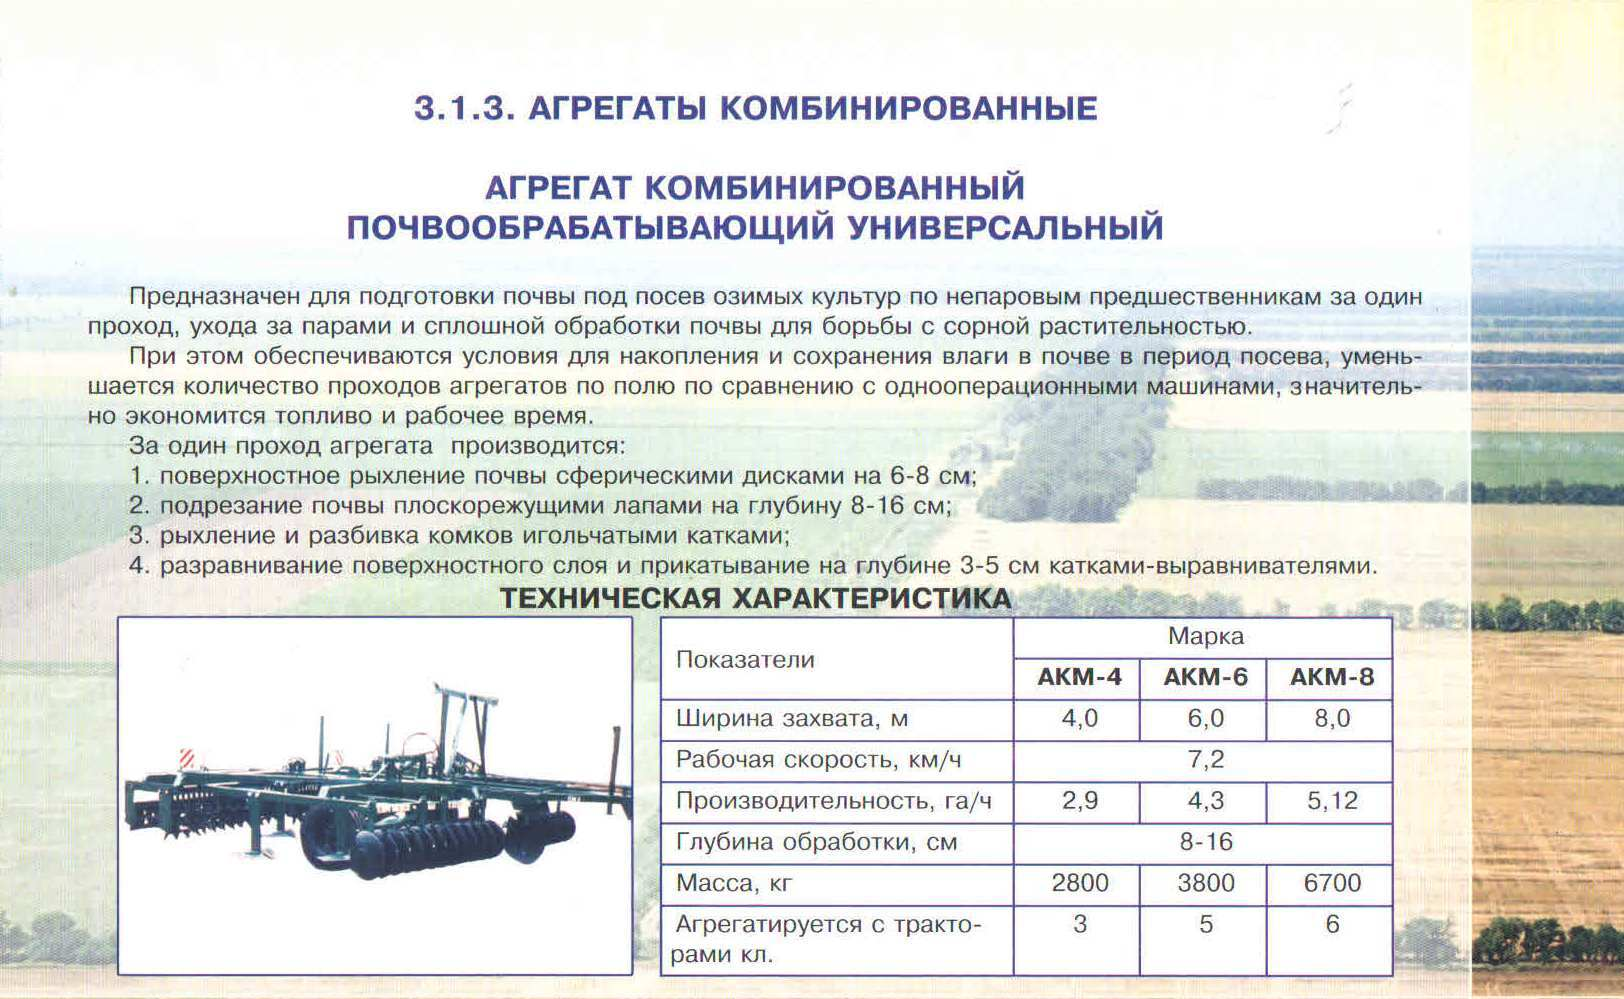 3.1.3. АГРЕГАТЫ КОМБИНИРОВАННЫЕ
АГРЕГАТ КОМБИНИРОВАННЫЙ
ПОЧВООБРАБАТЫВАЮЩИЙ УНИВЕРСАЛЬНЫЙ
Предназначен для подготовки почвы под посев озимых культур по непаровым предшественникам за один
проход, ухода за парами и сплошной обработки почвы для борьбы с сорной растительностью.
При этом обеспечиваются условия для накопления и сохранения влаги в почве в период посева, умень-
шается количество проходов агрегатов по полю по сравнению с однооперационными машинами, значитель-
но экономится топливо и рабочее время.
За один проход агрегата производится:
1. поверхностное рыхление почвы сферическими дисками на 6-8 см;
2. подрезание почвы плоскорежущими лапами на глубину 8-16 см;
3. рыхление и разбивка комков игольчатыми катками;
4. разравнивание поверхностного слоя и прикатывание на глубине 3-5 см катками-выравнивателями.
ТЕХНИЧЕСКАЯ ХАРАКТЕРИСТИКА
Показатели Марка
АКМ-4 АКМ-6 АКМ-8
Ширина захвата, м 4,0 6,0 8,0
Рабочая скорость, км/ч 7,2
Производительность, га/ч 2,9 4,3 5,12
Глубина обработки, см 8-16
Масса, кг 2800 3800 6700
Агрегатируется с тракто- 3 5 6
рами кл.